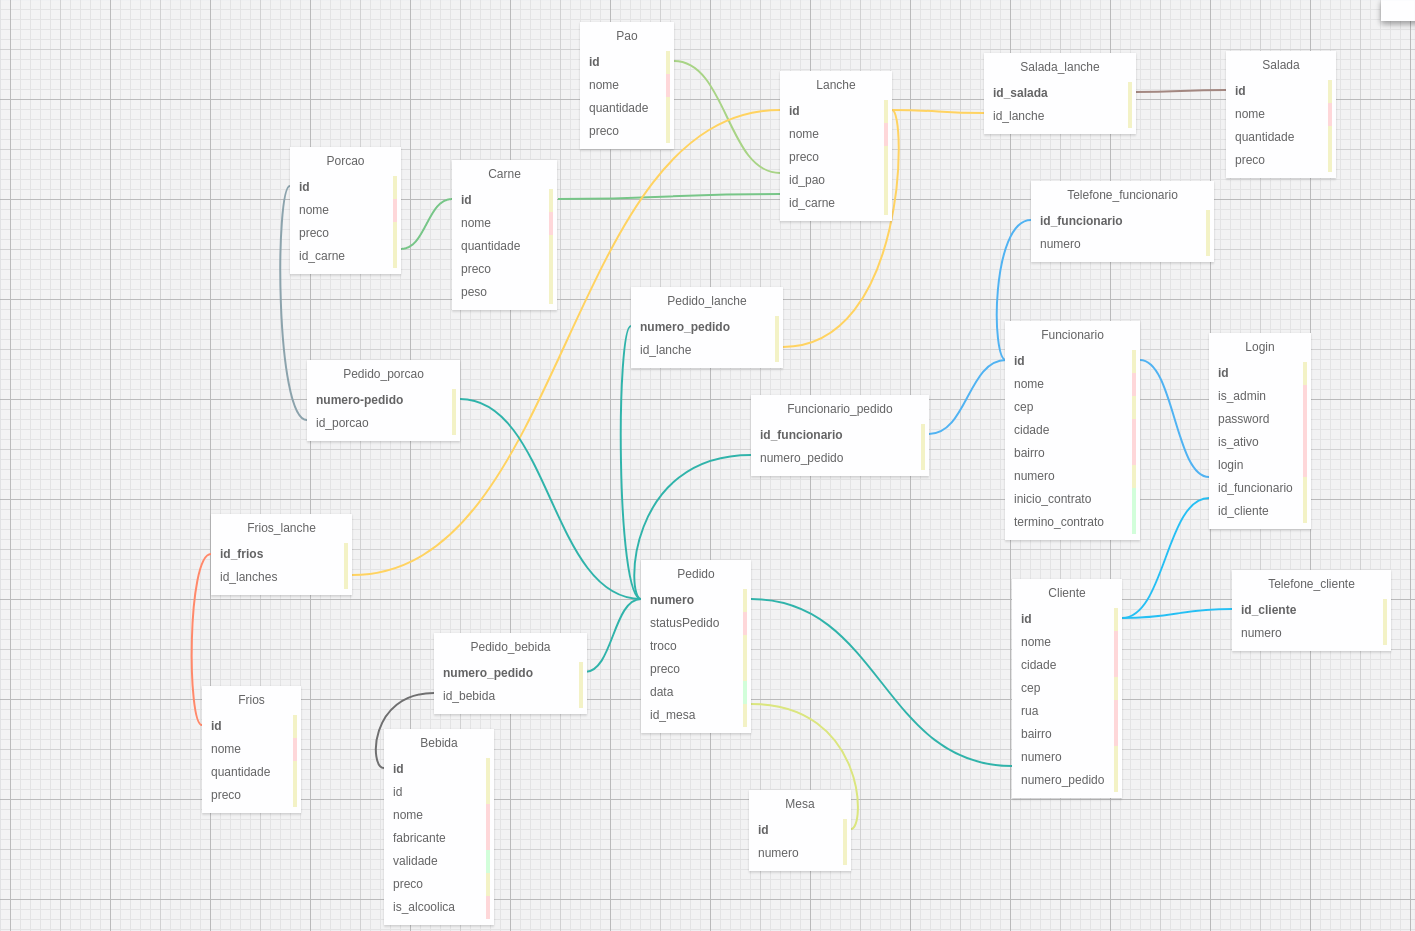 Pao
id
nome
quantidade
preco
Lanche
id
nome
preco
id_pao
id_carne
Salada_lanche
id_salada
id_lanche
Salada
id
nome
quantidade
preco
Porcao
id
nome
preco
id_carne
Carne
id
nome
quantidade
preco
peso
Telefone_funcionario
id_funcionario
numero
Pedido_lanche
numero_pedido
id_lanche
Funcionario
id
nome
cep
cidade
bairro
numero
inicio_contrato
termino_contrato
Login
id
is_admin
password
is_ativo
login
id_funcionario
id_cliente
Pedido_porcao
numero-pedido
id_porcao
Funcionario_pedido
id_funcionario
numero_pedido
Frios_lanche
id_frios
id_lanches
Pedido
numero
statusPedido
troco
preco
data
id_mesa
Cliente
id
nome
cidade
cep
rua
bairro
numero
numero_pedido
Telefone_cliente
id_cliente
numero
Pedido_bebida
numero_pedido
id_bebida
Frios
id
nome
quantidade
preco
Bebida
id
id
nome
fabricante
validade
preco
is_alcoolica
Mesa
id
numero